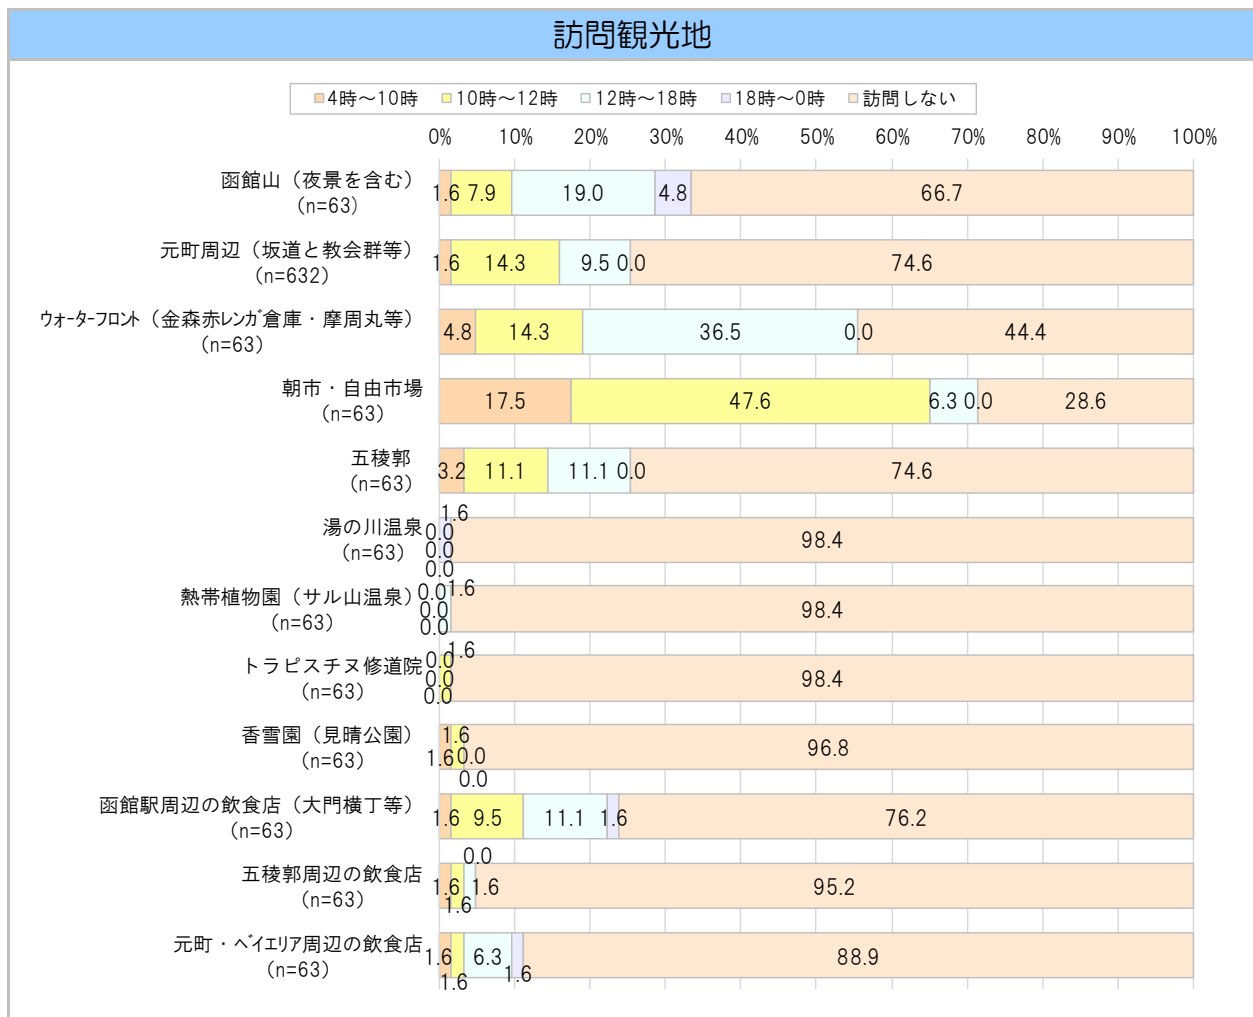 訪問観光地
4時～10時 10時～12時 12時～18時 18時～0時 訪問しない
0% 10% 20% 30% 40% 50% 60% 70% 80% 90% 100%
函館山（夜景を含む）
(n=63)
1.6 7.9 19.0 4.8 66.7
元町周辺（坂道と教会群等）
(n=632)
1.6 14.3 9.5 0.0 74.6
ｳｫｰﾀｰﾌﾛﾝﾄ（金森赤ﾚﾝｶﾞ倉庫・摩周丸等）
(n=63)
4.8 14.3 36.5 0.0 44.4
朝市・自由市場
(n=63)
17.5 47.6 6.3 0.0 28.6
五稜郭
(n=63)
3.2 11.1 11.1 0.0 74.6
湯の川温泉
(n=63)
1.6
0.0
0.0
0.0
98.4
熱帯植物園（サル山温泉）
(n=63)
0.0 1.6
0.0
0.0
98.4
トラピスチヌ修道院
(n=63)
1.6
0.0
0.0
0.0
98.4
香雪園（見晴公園）
(n=63)
1.6
1.6 0.0
0.0
96.8
函館駅周辺の飲食店（大門横丁等）
(n=63)
1.6 9.5 11.1 1.6 76.2
五稜郭周辺の飲食店
(n=63)
0.0
1.6 1.6 95.2
1.6
元町・ﾍﾞｲｴﾘｱ周辺の飲食店
(n=63)
1.6 6.3 88.9
1.6 1.6